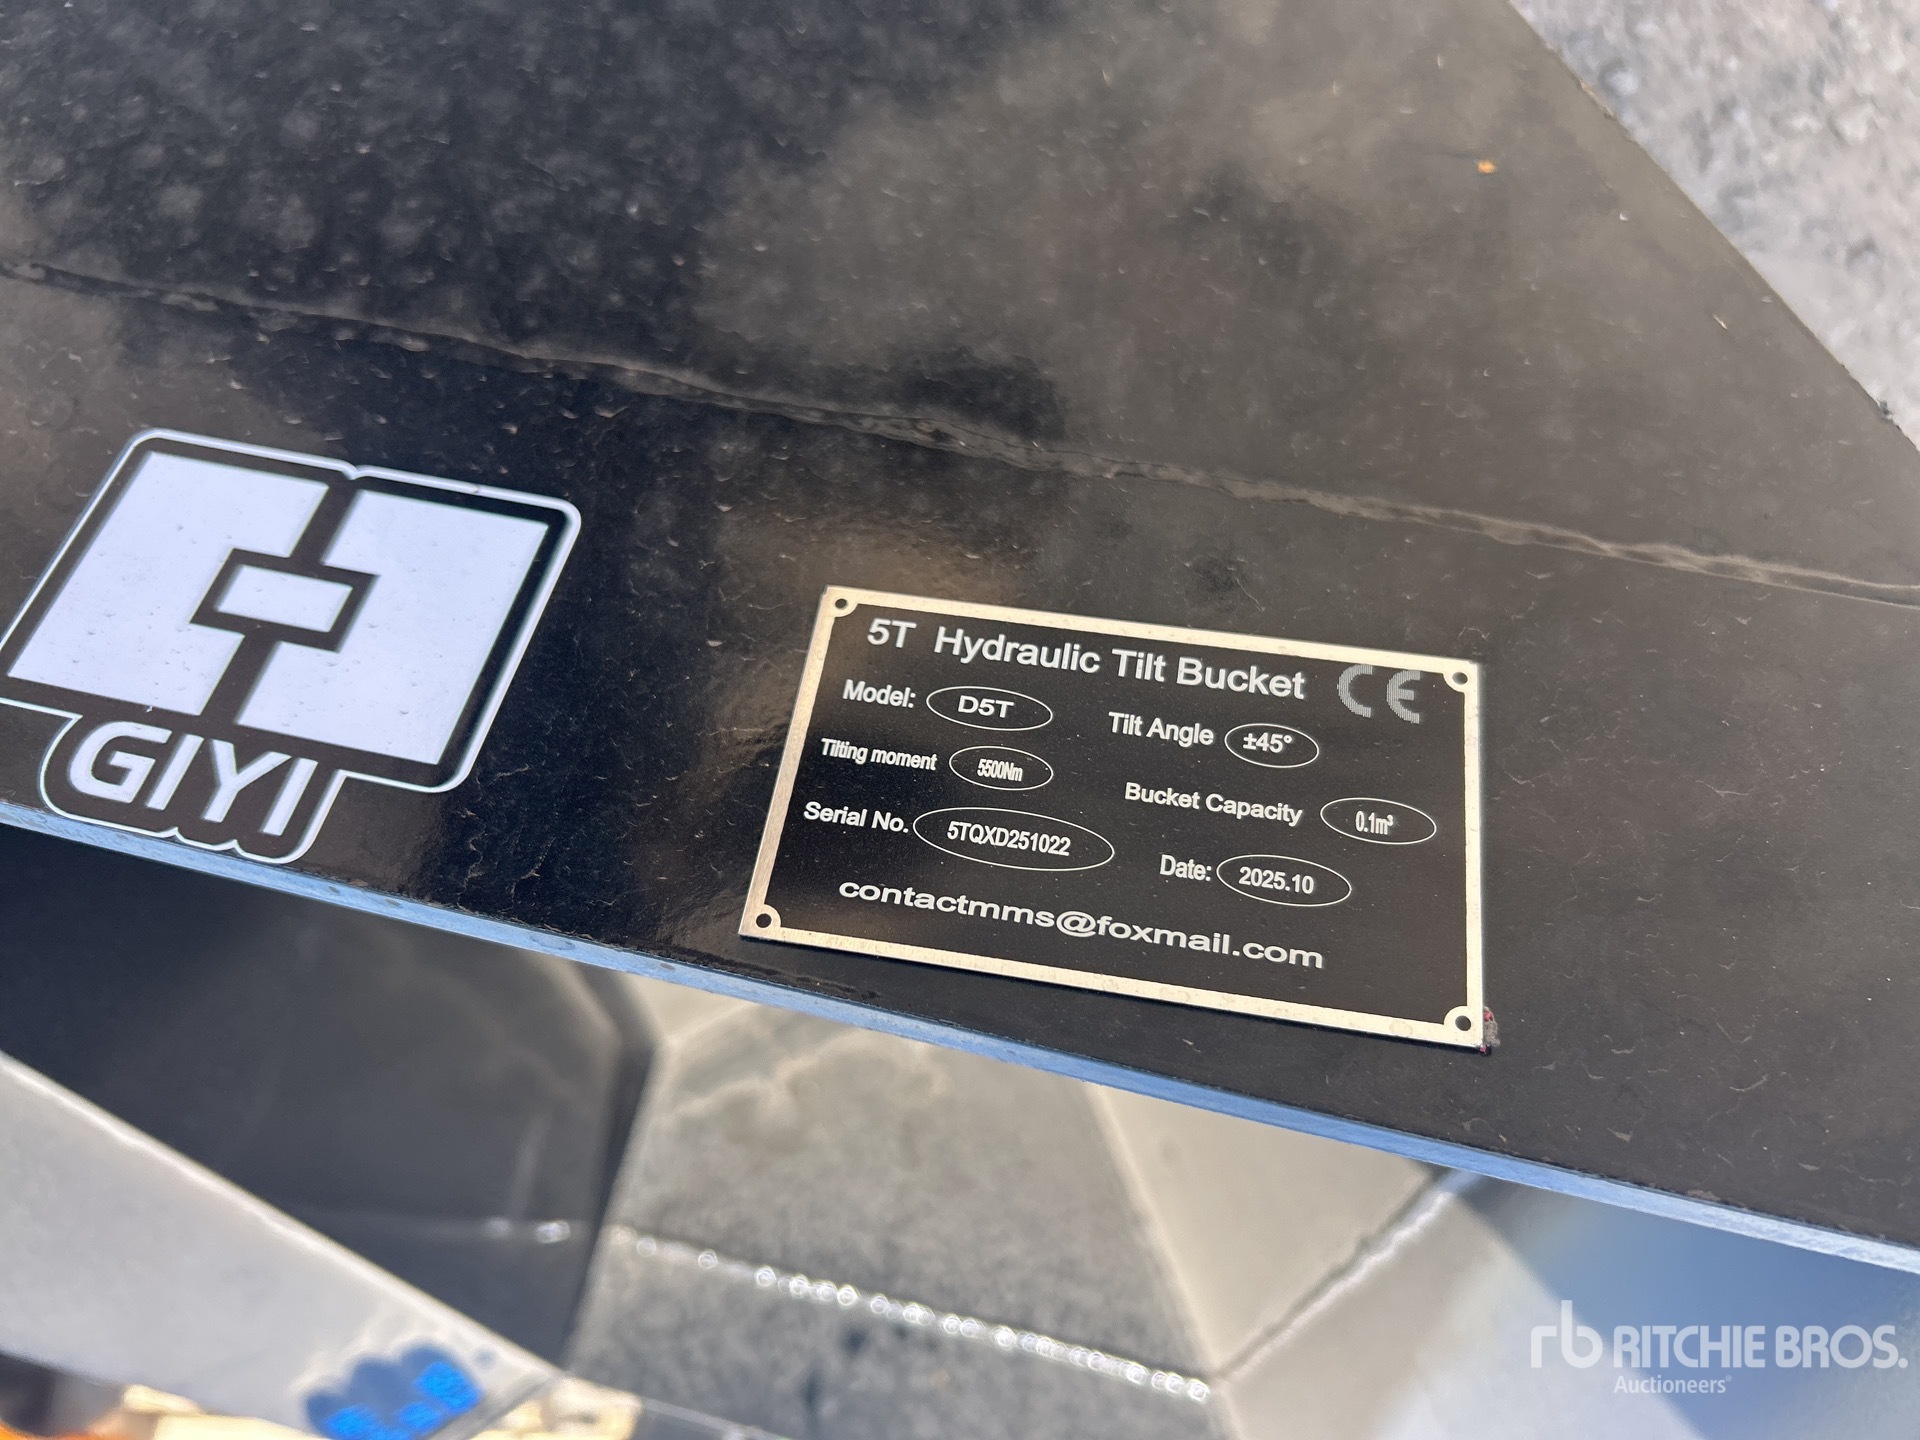 GIYI
5T Hydraulic Tilt Bucket CE
Model: D5T Tilt Angle ±45°
Tilting moment 5500Nm Bucket Capacity 0.1m³
Serial No. 5TQXD251022 Date: 2025.10
contactmms@foxmail.com
rb RITCHIE BROS.
Auctioneers